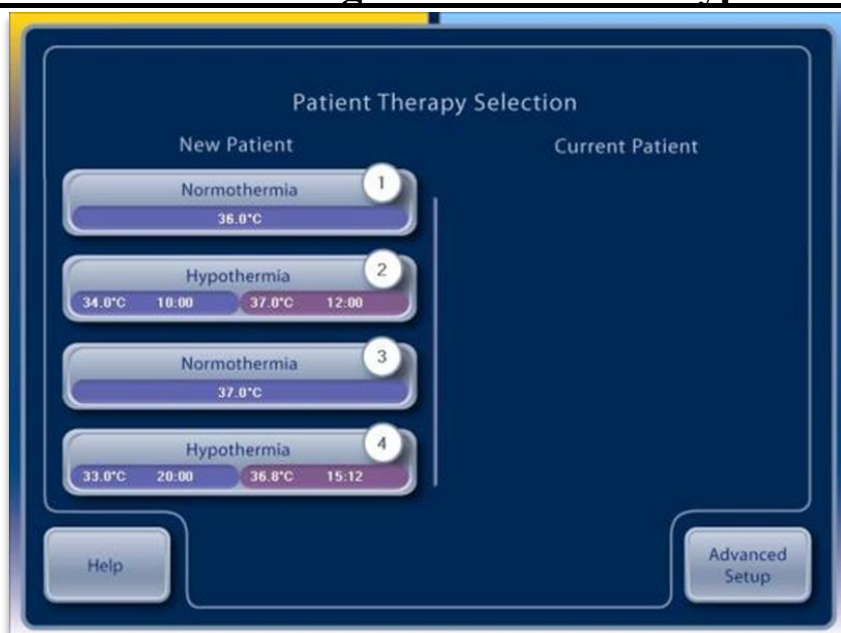 Patient Therapy Selection
New Patient
Current Patient
Normothermia 1
36.0°C
Hypothermia 2
34.0°C 10:00 37.0°C 12:00
Normothermia 3
37.0°C
Hypothermia 4
33.0°C 20:00 36.8°C 15:12
Help
Advanced
Setup